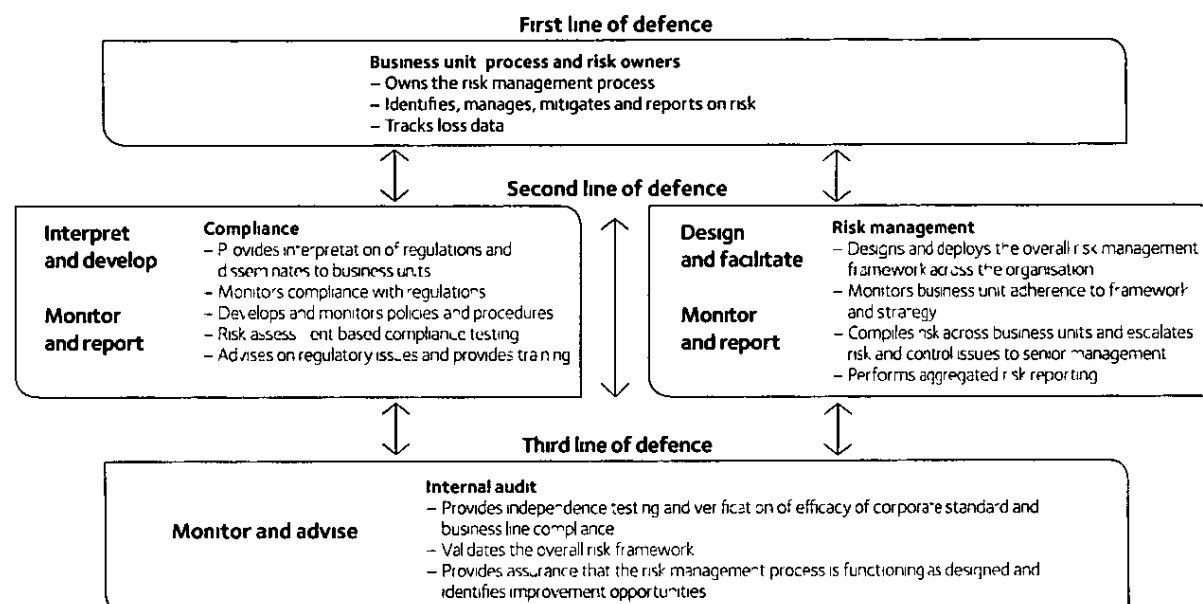 First line of defence
Business unit process and risk owners
– Owns the risk management process
– Identifies, manages, mitigates and reports on risk
– Tracks loss data
Second line of defence
Interpret
and develop
Monitor
and report
Compliance
– Provides interpretation of regulations and
disseminates to business units
– Monitors compliance with regulations
– Develops and monitors policies and procedures
– Risk assessment based compliance testing
– Advises on regulatory issues and provides training
Design
and facilitate
Monitor
and report
Risk management
– Designs and deploys the overall risk management
framework across the organisation
– Monitors business unit adherence to framework
and strategy
– Compiles risk across business units and escalates
risk and control issues to senior management
– Performs aggregated risk reporting
Third line of defence
Monitor and advise
Internal audit
– Provides independence testing and verification of efficacy of corporate standard and
business line compliance
– Validates the overall risk framework
– Provides assurance that the risk management process is functioning as designed and
identifies improvement opportunities